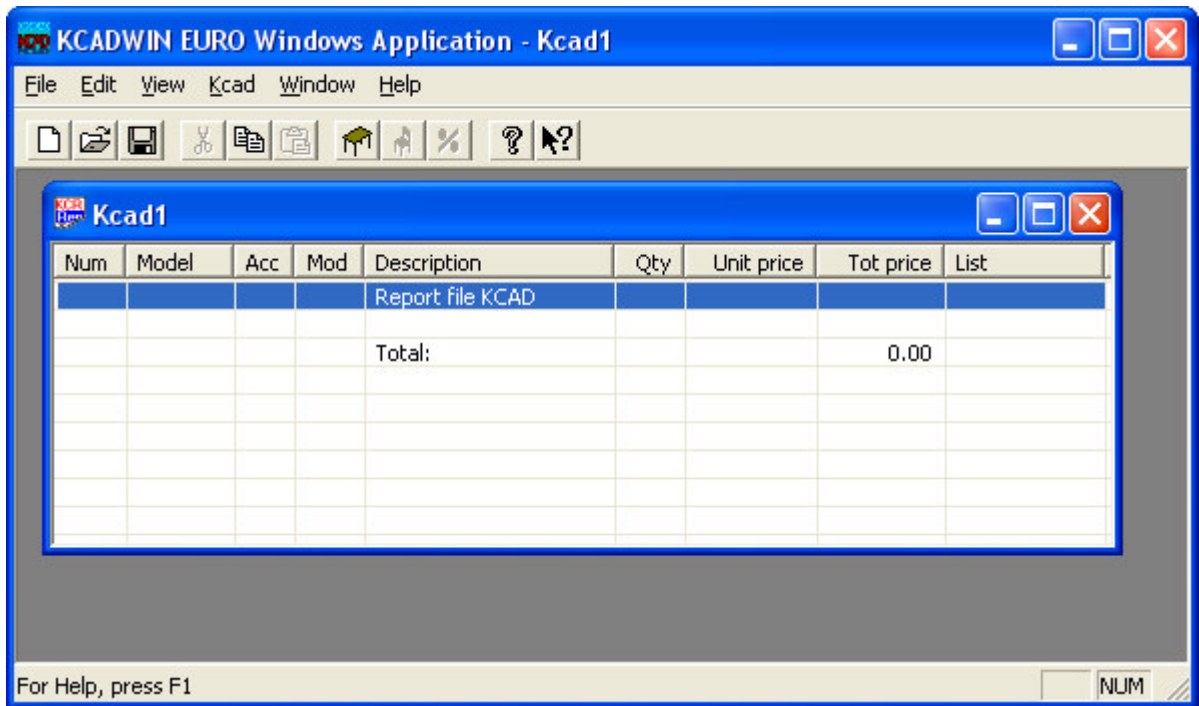 KCADWIN EURO Windows Application - Kcad1
File Edit View Kcad Window Help
Kcad1
Num Model Acc Mod Description Qty Unit price Tot price List
Report file KCAD
Total: 0.00
For Help, press F1 NUM